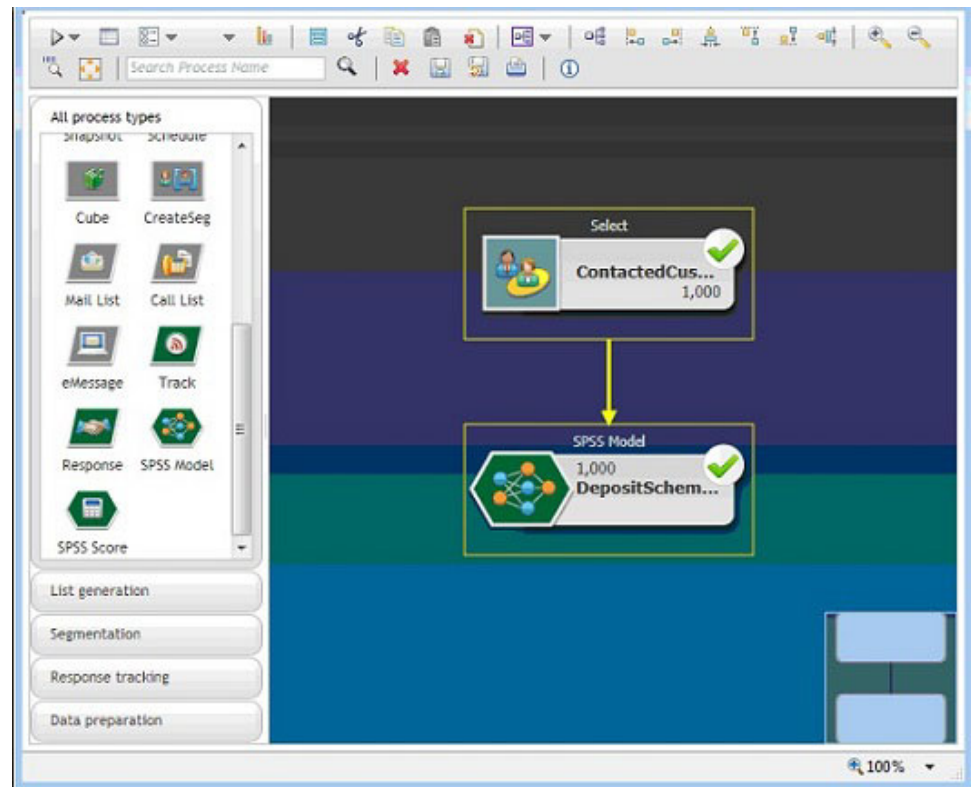 Search Process Name
All process types
Snapshot Schedule
Cube CreateSeg
Mail List Call List
eMessage Track
Response SPSS Model
SPSS Score
List generation
Segmentation
Response tracking
Data preparation
Select
ContactedCus...
1,000
SPSS Model
1,000
DepositSchem...
100%